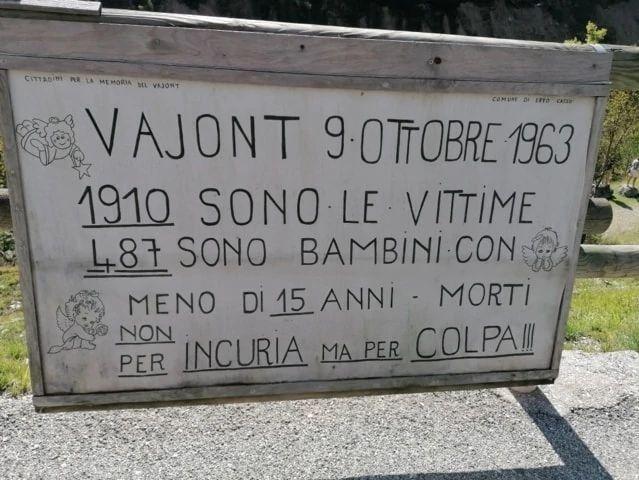 CITTADINI PER LA MEMORIA DEL VAJONT
COMUNE DI ERTO CASSO
VAJONT 9·OTTOBRE·1963
1910 SONO·LE·VITTIME
487 SONO BAMBINI·CON
MENO DI 15 ANNI - MORTI
NON
PER INCURIA MA PER COLPA!!!